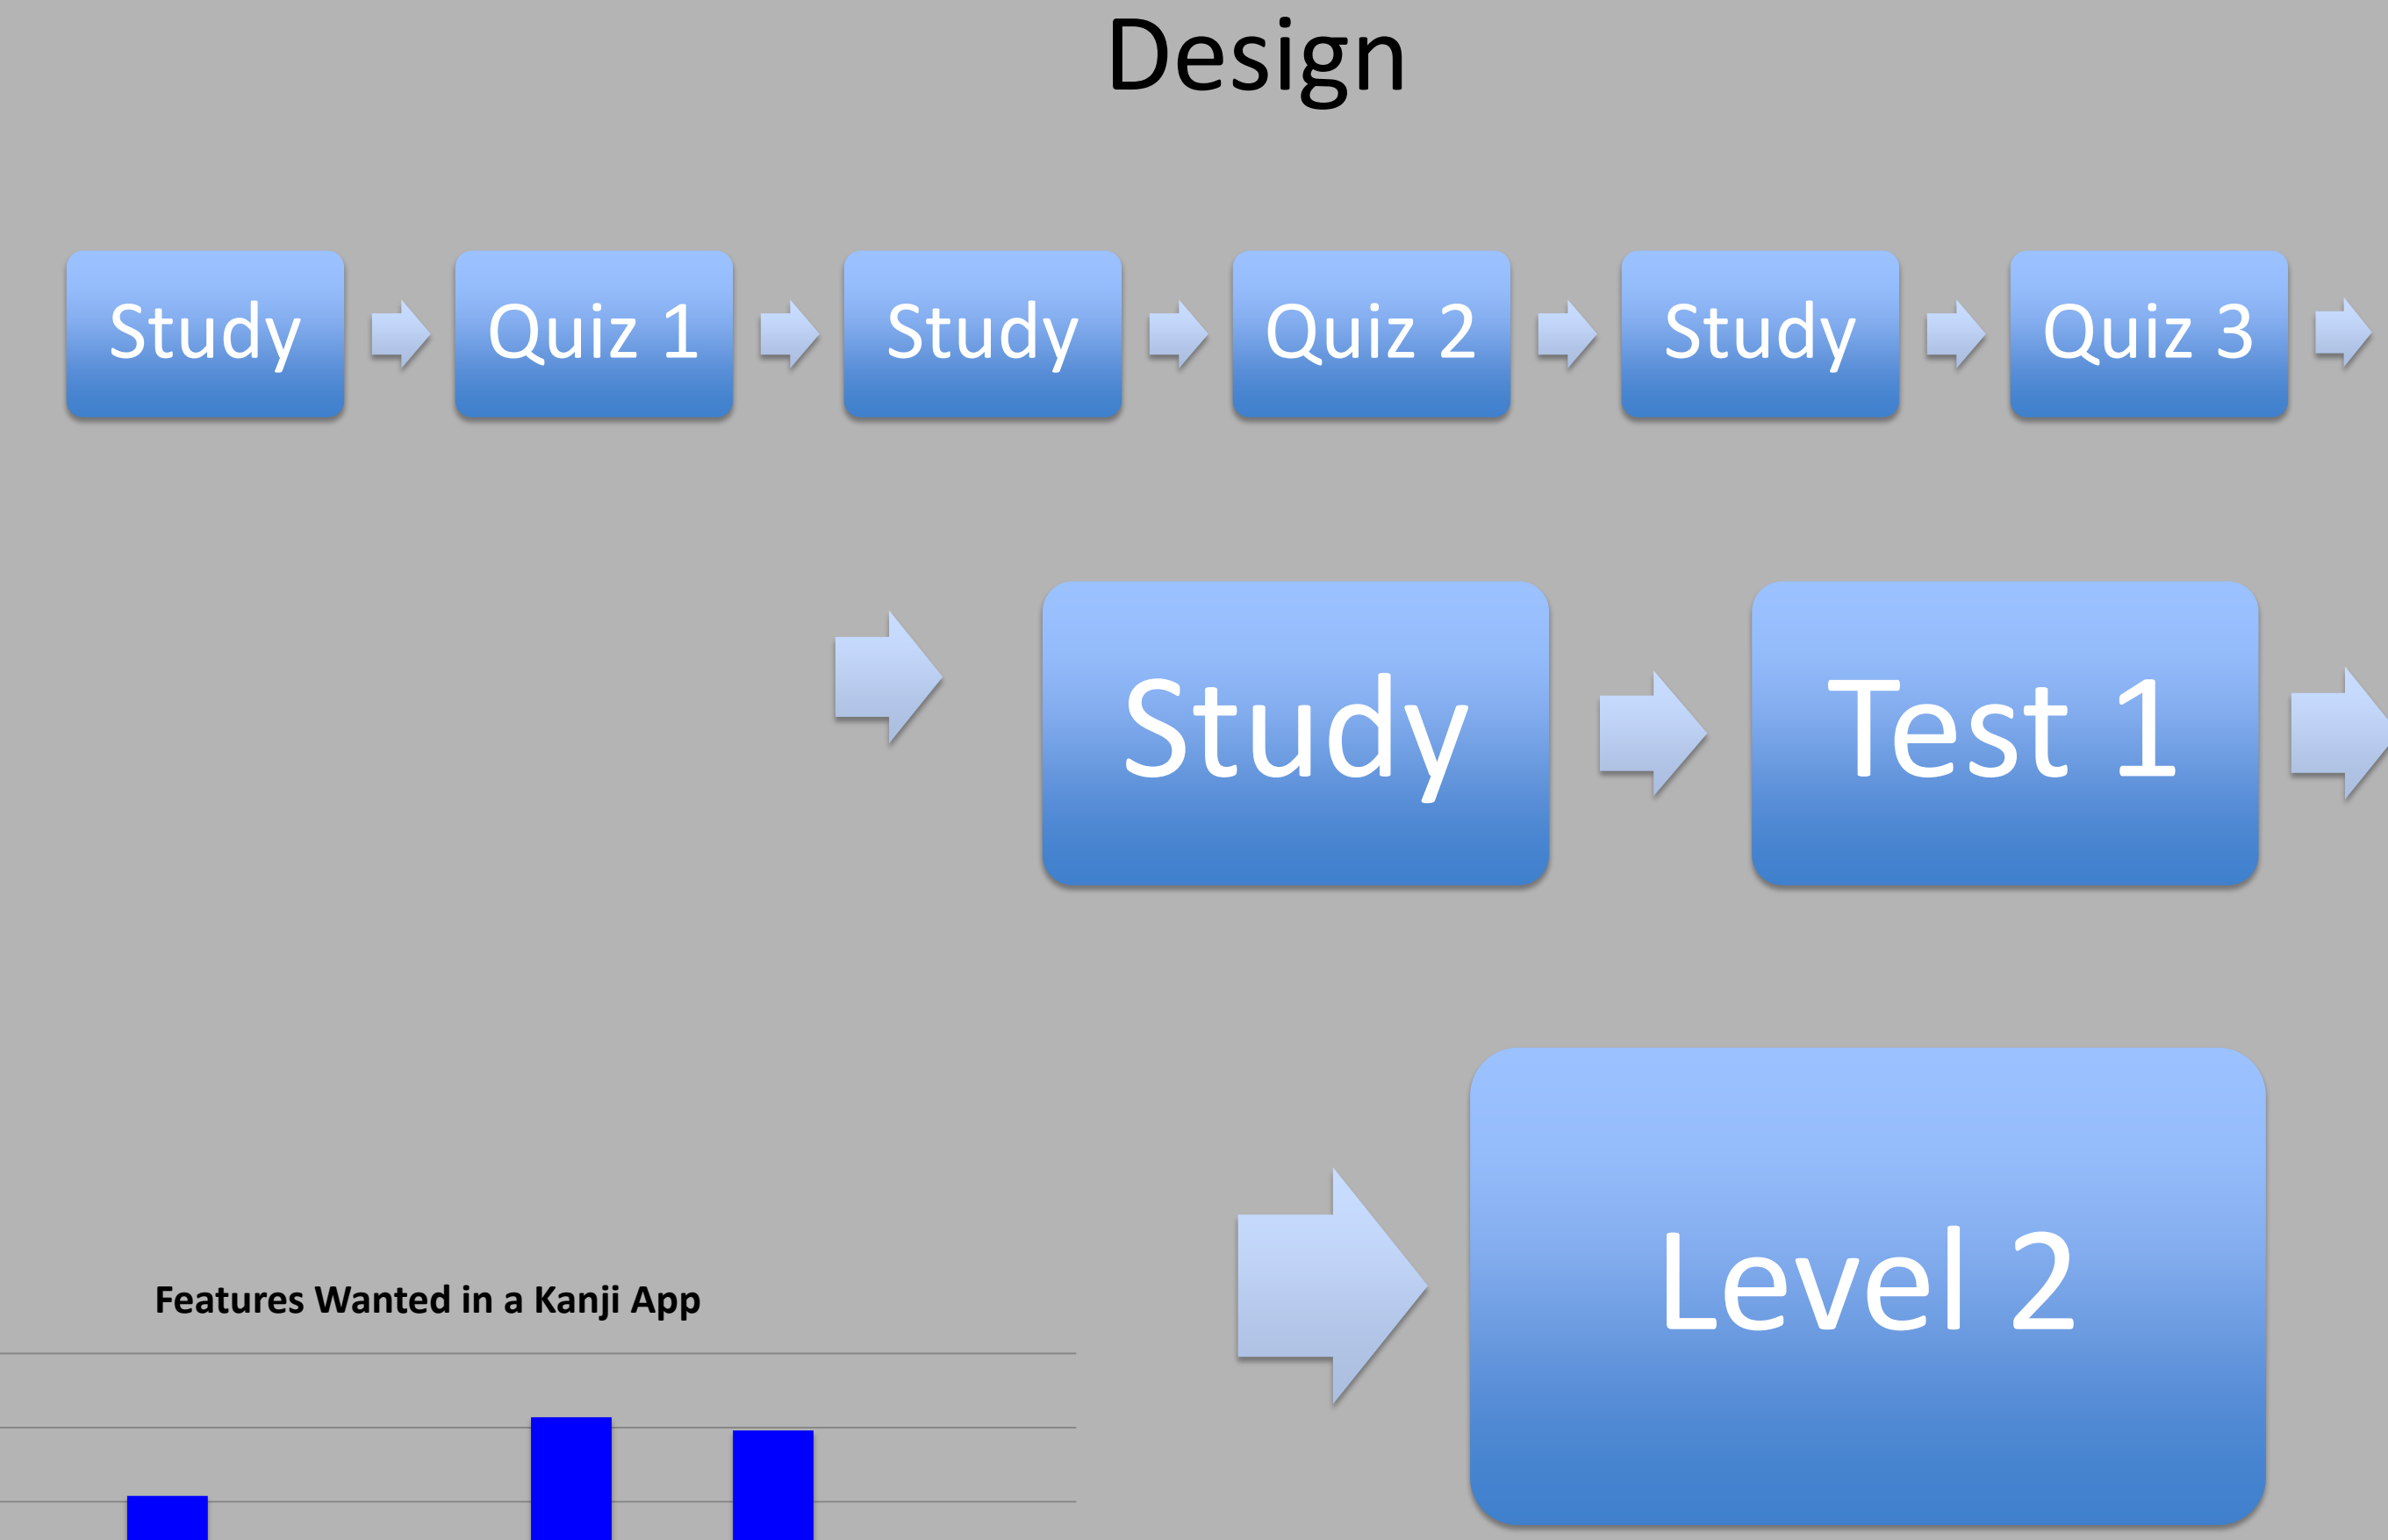 Design
Study
Quiz 1
Study
Quiz 2
Study
Quiz 3
Study
Test 1
Level 2
Features Wanted in a Kanji App